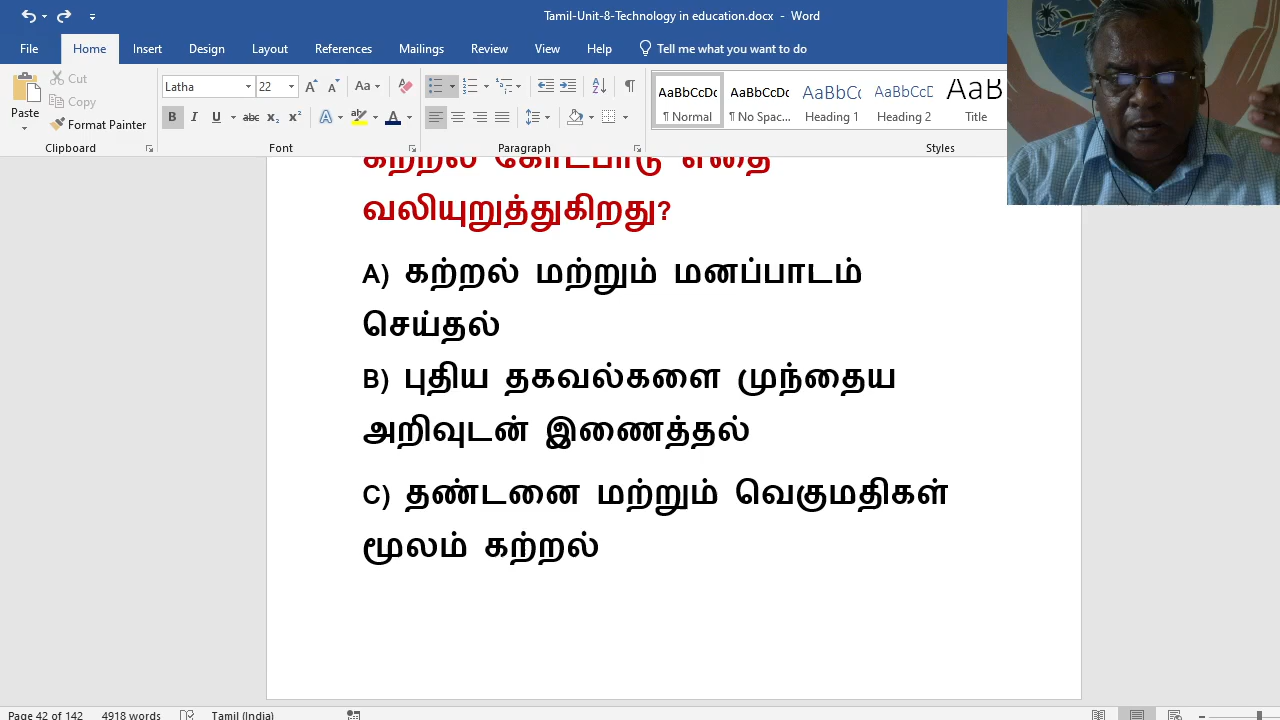 Tamil-Unit-8-Technology in education.docx - Word
File Home Insert Design Layout References Mailings Review View Help Tell me what you want to do
Cut
Copy
Paste
Format Painter
Latha 22
Clipboard Font Paragraph Styles
AaBbCcDc AaBbCcDc AaBbCc AaBbCcD AaB
¶ Normal ¶ No Spac... Heading 1 Heading 2 Title
கற்றல் கோட்பாடு எதை
வலியுறுத்துகிறது?
A) கற்றல் மற்றும் மனப்பாடம்
செய்தல்
B) புதிய தகவல்களை முந்தைய
அறிவுடன் இணைத்தல்
C) தண்டனை மற்றும் வெகுமதிகள்
மூலம் கற்றல்
Page 42 of 142 4918 words Tamil (India)